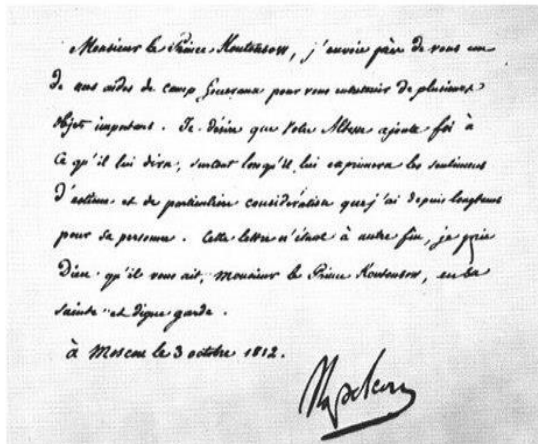 Monsieur le Prince Koutousow, j'envoie près de vous un
de mes aides de camp Généraux pour vous entretenir de plusieurs
objets importans. Je désire que Votre Altesse ajoute foi à
ce qu'il lui dira, surtout lorsqu'il lui exprimera les sentimens
d'estime et de particulière considération que j'ai depuis longtems
pour sa personne. Cette lettre n'étant à autre fin, je prie
Dieu qu'il vous ait, monsieur le Prince Koutousow, en sa
sainte et digne garde.
à Moscou le 3 octobre 1812.
Napoleon